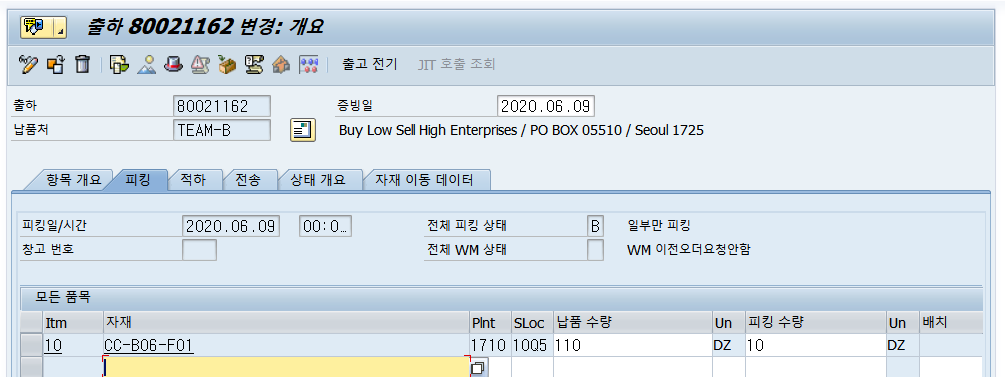 출하 80021162 변경: 개요
출고 전기 JIT 호출 조회
출하 80021162 증빙일 2020.06.09
납품처 TEAM-B Buy Low Sell High Enterprises / PO BOX 05510 / Seoul 1725
항목 개요 피킹 적하 전송 상태 개요 자재 이동 데이터
피킹일/시간 2020.06.09 00:0… 전체 피킹 상태 B 일부만 피킹
창고 번호 전체 WM 상태 WM 이전오더요청안함
모든 품목
Itm 자재 Plnt SLoc 납품 수량 Un 피킹 수량 Un 배치
10 CC-B06-F01 1710 1005 110 DZ 10 DZ